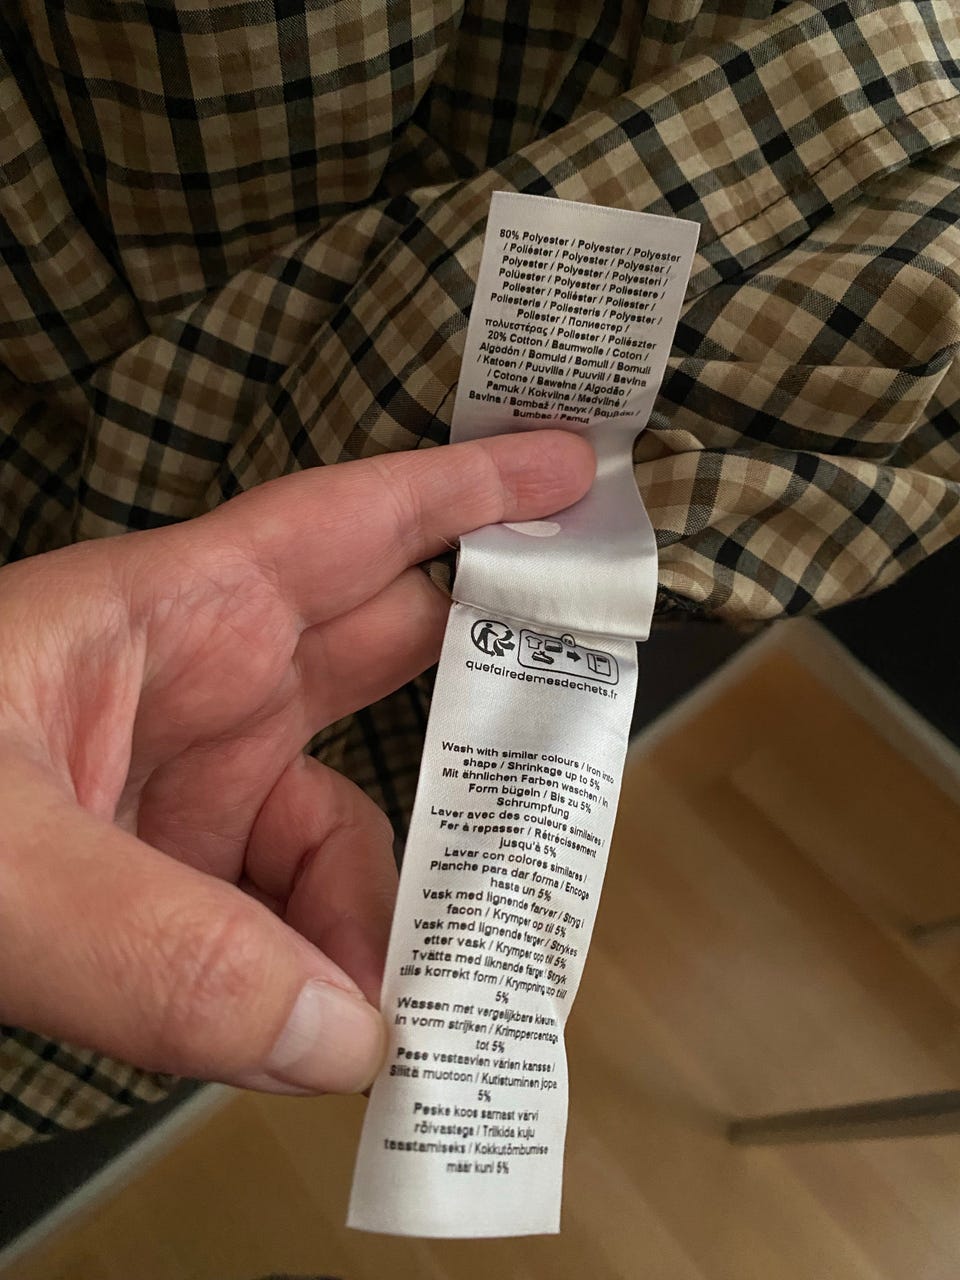 80% Polyester / Polyester / Polyester
/ Poliéster / Polyester / Polyester /
Polyester / Polyester / Polyesteri /
Polüester / Polyester / Poliestere /
Poliester / Poliéster / Poliester /
Poliesteris / Poliesteris / Polyester /
Poliester / Полиестер /
πολυεστέρας / Poliester / Poliészter
20% Cotton / Baumwolle / Coton /
Algodón / Bomuld / Bomull / Bomull
/ Katoen / Puuvilla / Puuvill / Bavlna
/ Cotone / Bawełna / Algodão /
Pamuk / Kokvilna / Medvilnė /
Bavlna / Bombaž / Памук / βαμβάκι /
Bumbac / Pamut
quefairedemesdechets.fr
Wash with similar colours / Iron into
shape / Shrinkage up to 5%
Mit ähnlichen Farben waschen / In
Form bügeln / Bis zu 5%
Schrumpfung
Laver avec des couleurs similaires /
Fer à repasser / Rétrécissement
jusqu'à 5%
Lavar con colores similares /
Planche para dar forma / Encoge
hasta un 5%
Vask med lignende farver / Stryg i
facon / Krymper op til 5%
Vask med lignende farger / Strykes
etter vask / Krymper opp til 5%
Tvätta med liknande färger / Stryk
tills korrekt form / Krympning up till
5%
Wassen met vergelijkbare kleuren /
In vorm strijken / Krimppercentage
tot 5%
Pese vastaavien värien kanssa /
Silitä muotoon / Kutistuminen jopa
5%
Peske koos samast värvi
rõivastega / Triikida kuju
taastamiseks / Kokkutõmbumise
määr kuni 5%